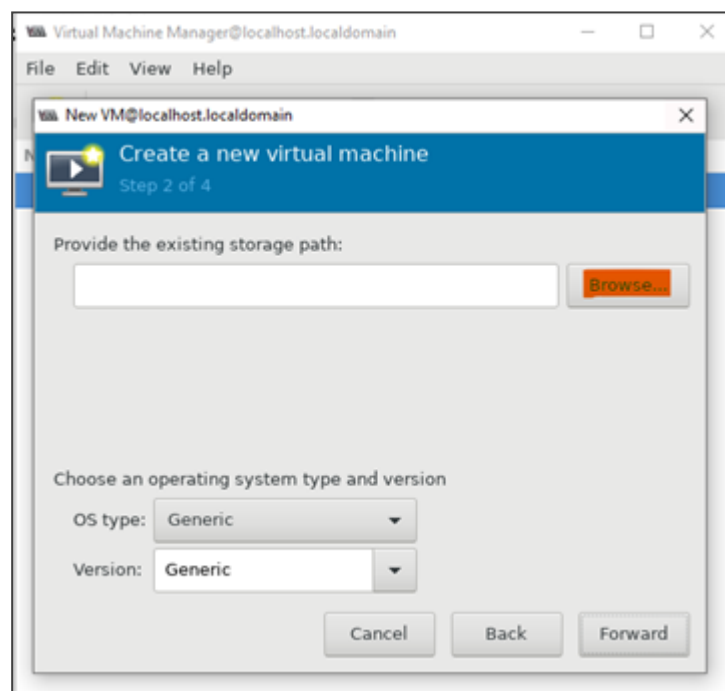 Virtual Machine Manager@localhost.localdomain
File Edit View Help
New VM@localhost.localdomain
Create a new virtual machine
Step 2 of 4
Provide the existing storage path:
Browse...
Choose an operating system type and version
OS type: Generic
Version: Generic
Cancel Back Forward